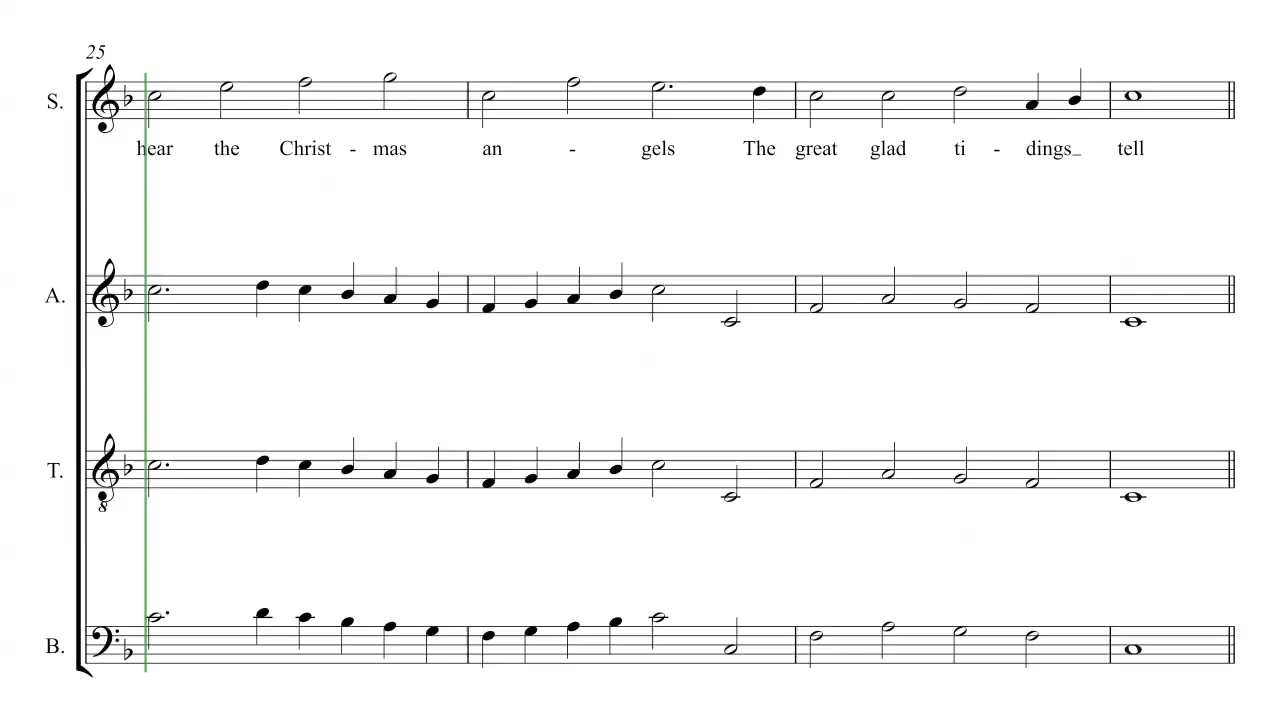 25
S.
hear the Christ - mas an - gels The great glad ti - dings_ tell
A.
T.
8
B.